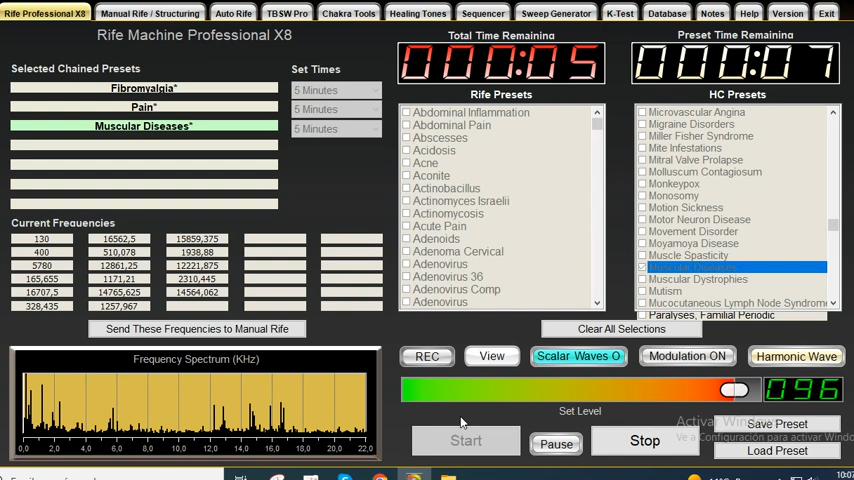 Rife Professional X8
Manual Rife / Structuring
Auto Rife
TBSW Pro
Chakra Tools
Healing Tones
Sequencer
Sweep Generator
K-Test
Database
Notes
Help
Version
Exit
Rife Machine Professional X8
Total Time Remaining
Preset Time Remaining
000:05
000:07
Selected Chained Presets
Set Times
Fibromyalgia*
5 Minutes
Pain*
5 Minutes
Muscular Diseases*
5 Minutes
Rife Presets
HC Presets
Abdominal Inflammation
Abdominal Pain
Abscesses
Acidosis
Acne
Aconite
Actinobacillus
Actinomyces Israelii
Actinomycosis
Acute Pain
Adenoids
Adenoma Cervical
Adenovirus
Adenovirus 36
Adenovirus Comp
Adenovirus
Microvascular Angina
Migraine Disorders
Miller Fisher Syndrome
Mite Infestations
Mitral Valve Prolapse
Molluscum Contagiosum
Monkeypox
Monosomy
Motion Sickness
Motor Neuron Disease
Movement Disorder
Moyamoya Disease
Muscle Spasticity
Muscular Diseases
Muscular Dystrophies
Mutism
Mucocutaneous Lymph Node Syndrome
Paralyses, Familial Periodic
Current Frequencies
130 16562,5 15859,375
400 510,078 1938,88
5780 12861,25 12221,875
165,655 1171,21 2310,445
16707,5 14765,625 14564,062
328,435 1257,967
Send These Frequencies to Manual Rife
Clear All Selections
Frequency Spectrum (KHz)
0,0 2,0 4,0 6,0 8,0 10,0 12,0 14,0 16,0 18,0 20,0 22,0
REC
View
Scalar Waves O
Modulation ON
Harmonic Wave
096
Set Level
Start
Pause
Stop
Save Preset
Load Preset
Activar Windows
Ve a Configuración para activar Windo
10:07